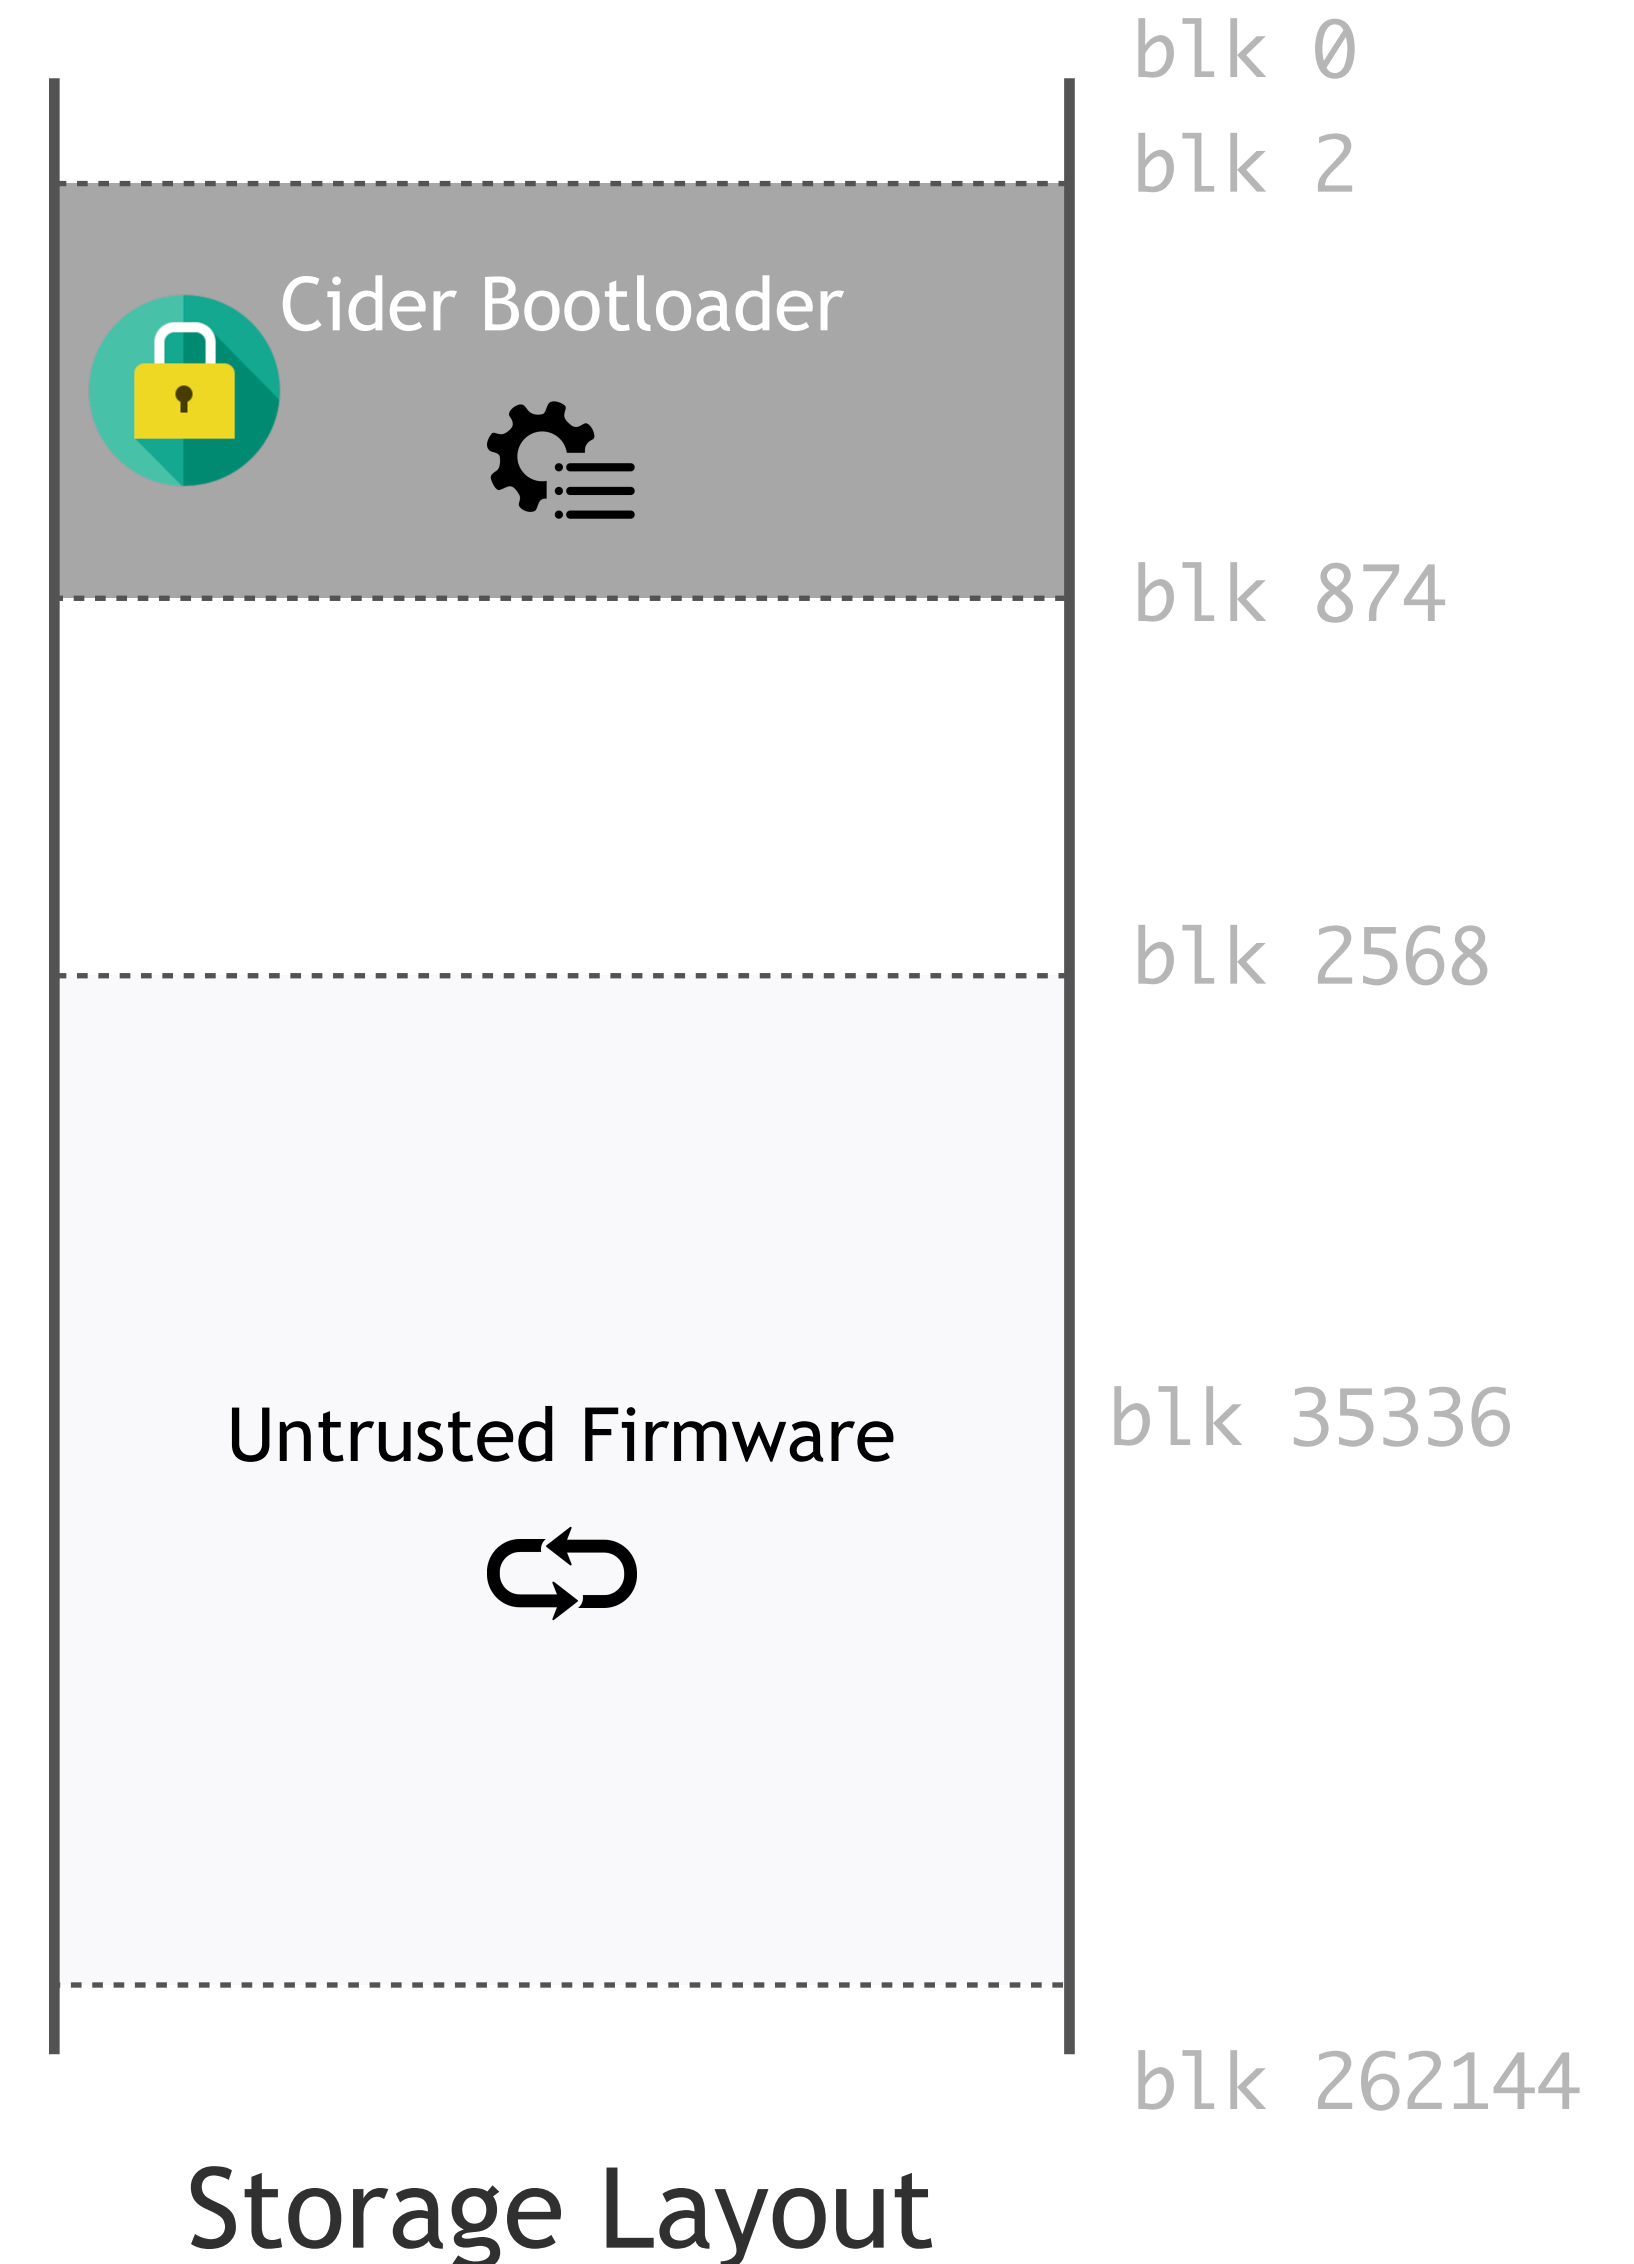 blk 0
blk 2
Cider Bootloader
blk 874
blk 2568
blk 35336
Untrusted Firmware
blk 262144
Storage Layout